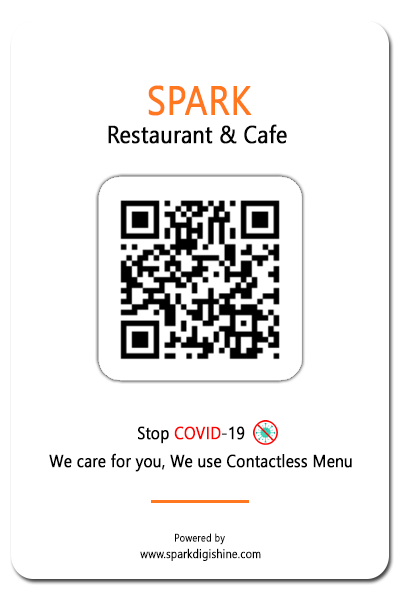 SPARK
Restaurant & Cafe
Stop COVID-19
We care for you, We use Contactless Menu
Powered by
www.sparkdigishine.com